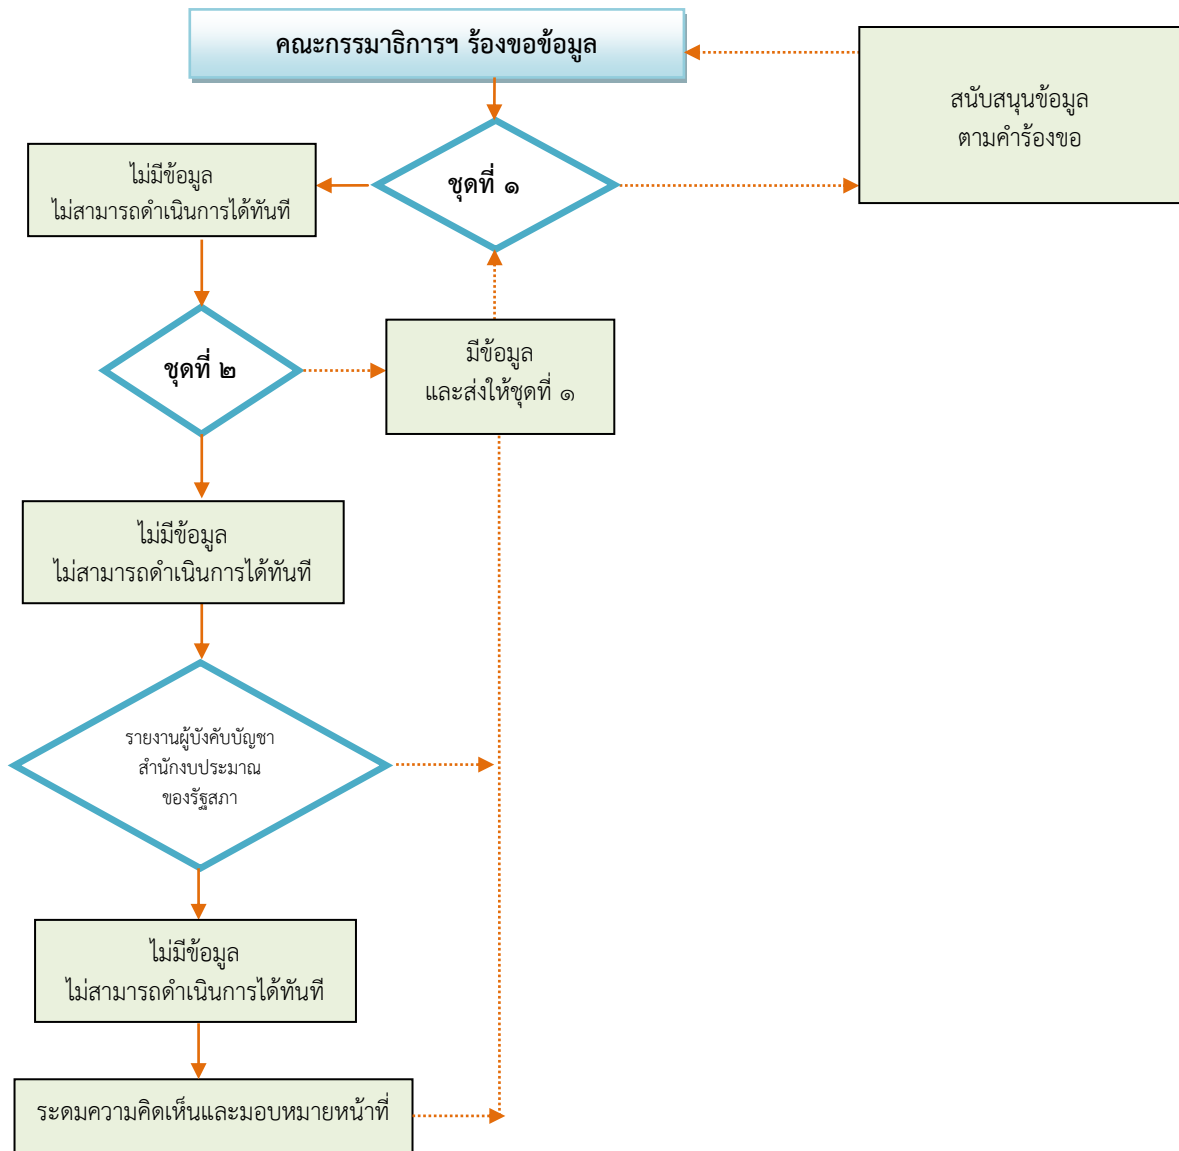 คณะกรรมาธิการฯ ร้องขอข้อมูล
สนับสนุนข้อมูล
ตามคำร้องขอ
ไม่มีข้อมูล
ไม่สามารถดำเนินการได้ทันที
ชุดที่ ๑
ชุดที่ ๒
มีข้อมูล
และส่งให้ชุดที่ ๑
ไม่มีข้อมูล
ไม่สามารถดำเนินการได้ทันที
รายงานผู้บังคับบัญชา
สำนักงบประมาณ
ของรัฐสภา
ไม่มีข้อมูล
ไม่สามารถดำเนินการได้ทันที
ระดมความคิดเห็นและมอบหมายหน้าที่